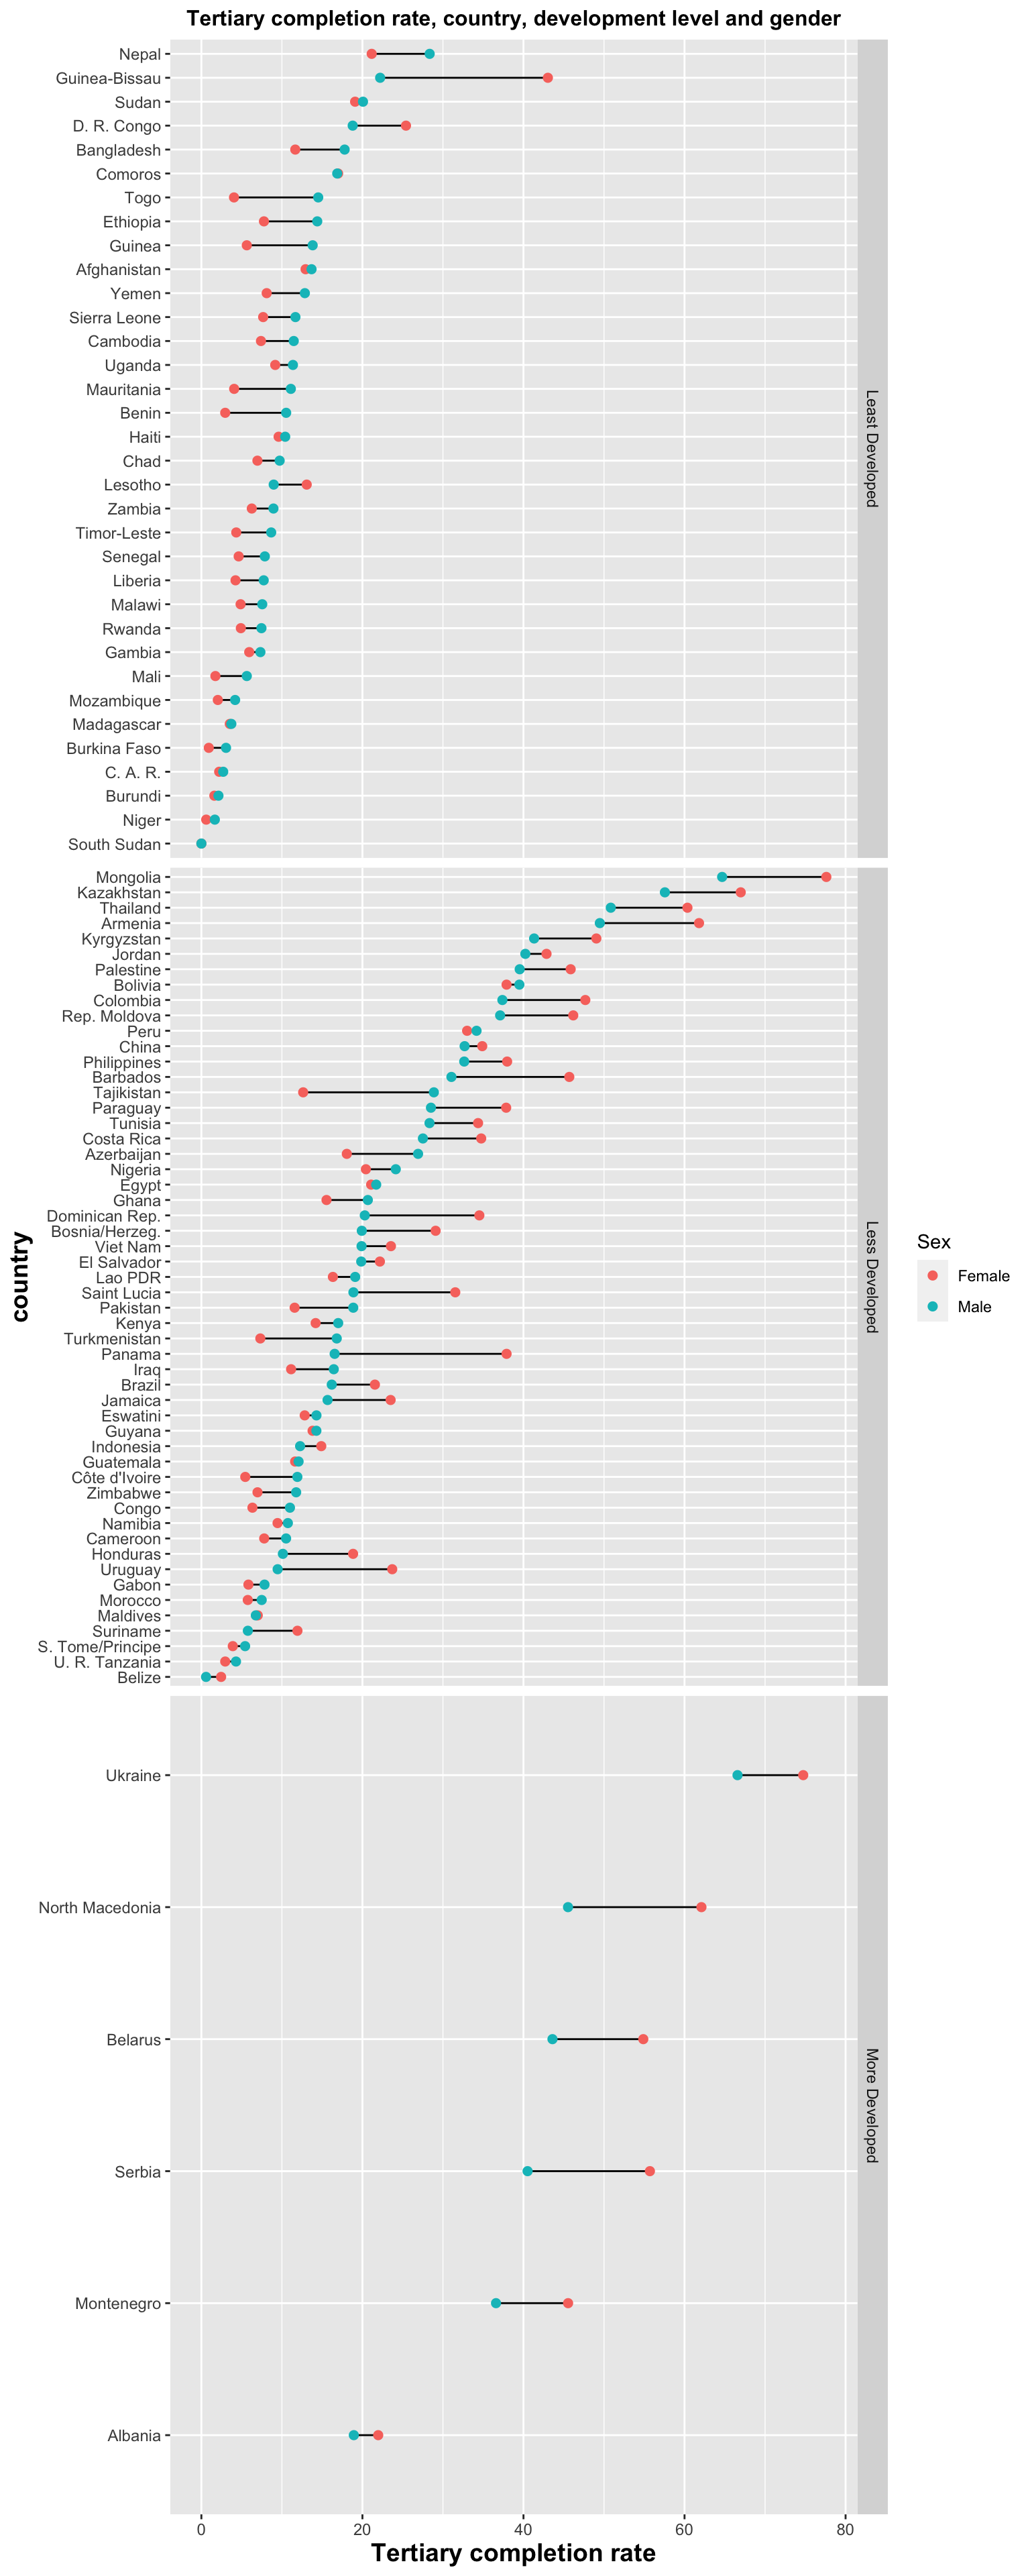 Tertiary completion rate, country, development level and gender
Nepal
Guinea-Bissau
Sudan
D. R. Congo
Bangladesh
Comoros
Togo
Ethiopia
Guinea
Afghanistan
Yemen
Sierra Leone
Cambodia
Uganda
Mauritania
Benin
Haiti
Chad
Lesotho
Zambia
Timor-Leste
Senegal
Liberia
Malawi
Rwanda
Gambia
Mali
Mozambique
Madagascar
Burkina Faso
C. A. R.
Burundi
Niger
South Sudan
Least Developed
Mongolia
Kazakhstan
Thailand
Armenia
Kyrgyzstan
Jordan
Palestine
Bolivia
Colombia
Rep. Moldova
Peru
China
Philippines
Barbados
Tajikistan
Paraguay
Tunisia
Costa Rica
Azerbaijan
Nigeria
Egypt
Ghana
Dominican Rep.
Bosnia/Herzeg.
Viet Nam
El Salvador
Lao PDR
Saint Lucia
Pakistan
Kenya
Turkmenistan
Panama
Iraq
Brazil
Jamaica
Eswatini
Guyana
Indonesia
Guatemala
Côte d'Ivoire
Zimbabwe
Congo
Namibia
Cameroon
Honduras
Uruguay
Gabon
Morocco
Maldives
Suriname
S. Tome/Principe
U. R. Tanzania
Belize
Less Developed
Ukraine
North Macedonia
Belarus
Serbia
Montenegro
Albania
More Developed
country
0 20 40 60 80
Tertiary completion rate
Sex
Female
Male